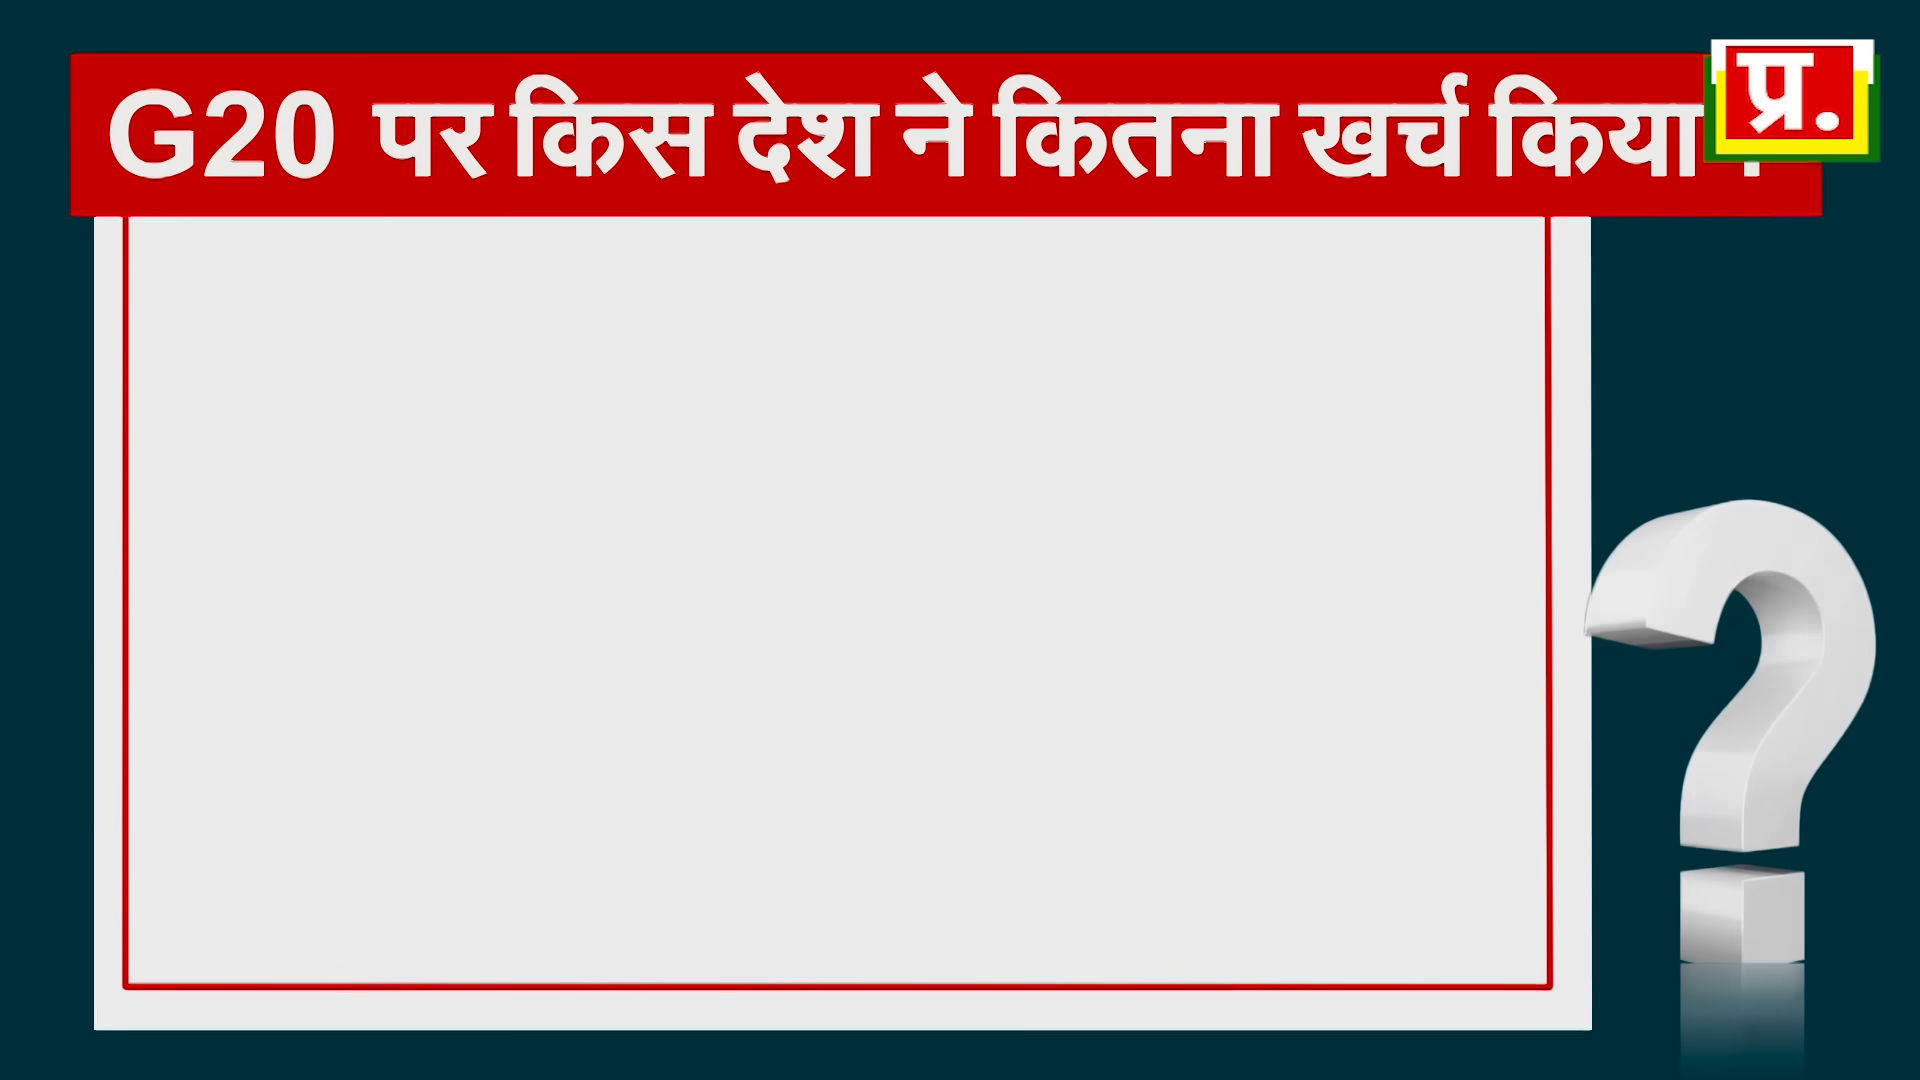 G20 पर किस देश ने कितना खर्च किया
प्र.